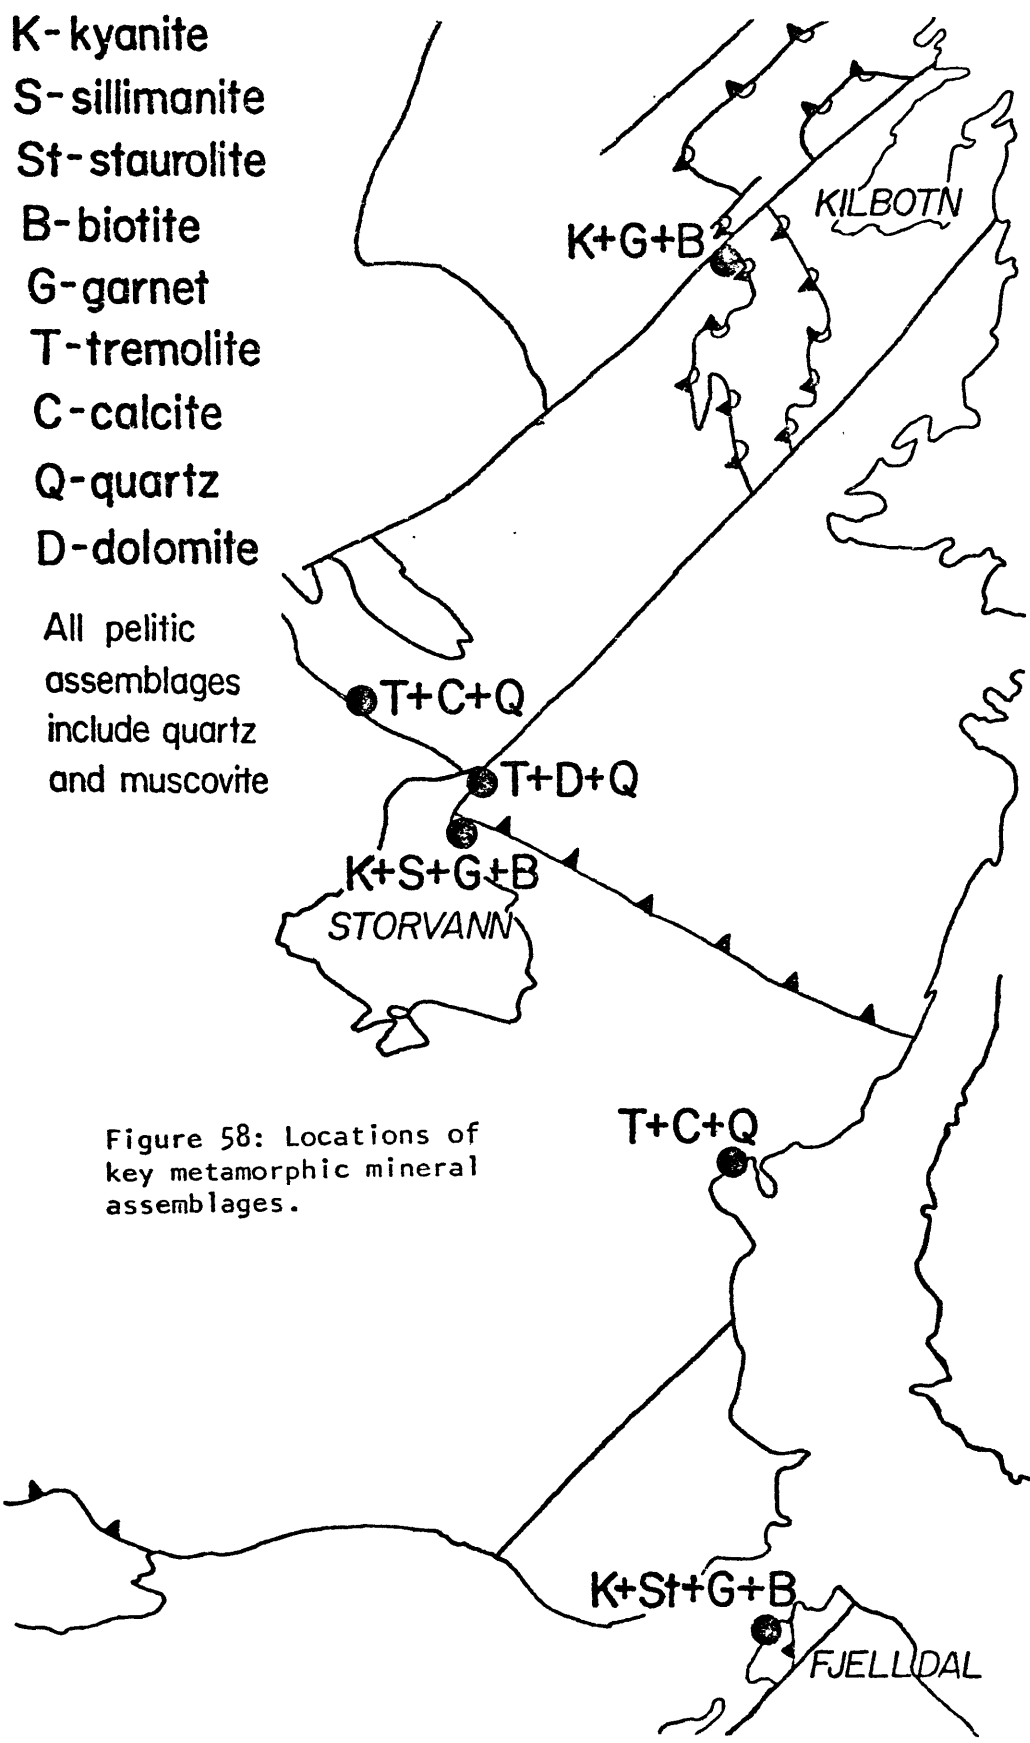 K-kyanite
S-sillimanite
St-staurolite
B-biotite
G-garnet
T-tremolite
C-calcite
Q-quartz
D-dolomite
All pelitic
assemblages
include quartz
and muscovite
KILBOTN
K+G+B
T+C+Q
T+D+Q
K+S+G+B
STORVANN
T+C+Q
Figure 58: Locations of
key metamorphic mineral
assemblages.
K+St+G+B
FJELLDAL